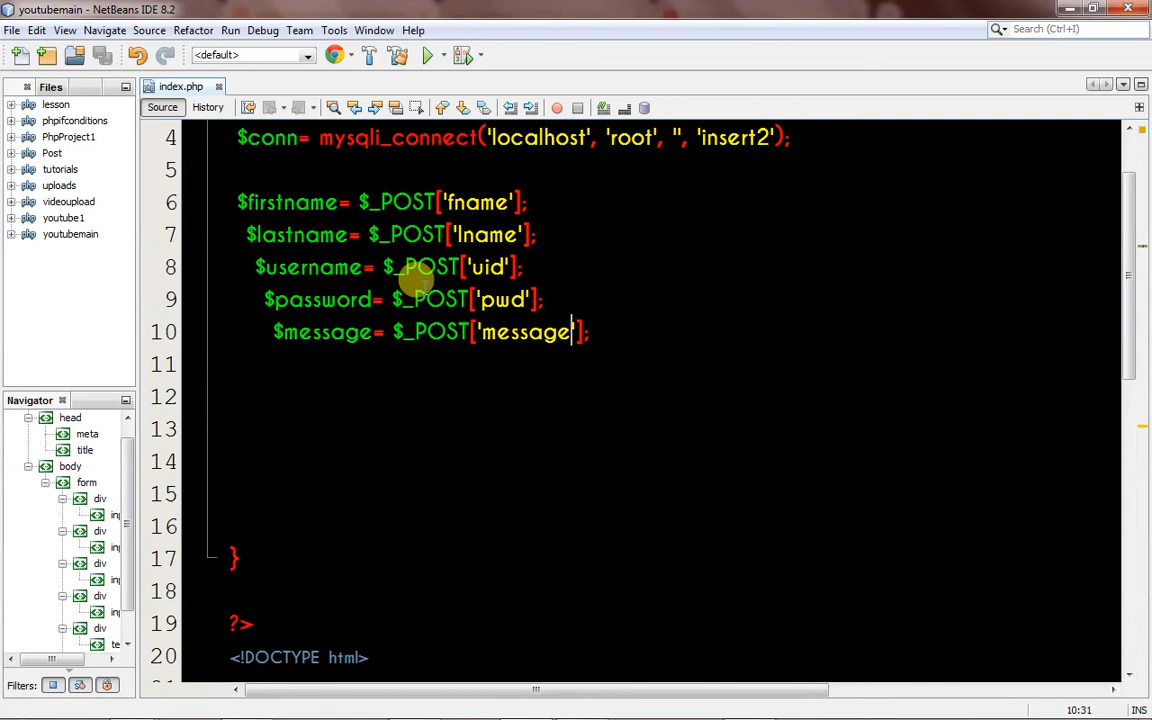 youtubemain - NetBeans IDE 8.2
File Edit View Navigate Source Refactor Run Debug Team Tools Window Help
<default>
Search (Ctrl+I)
Files
index.php
lesson
phpifconditions
PhpProject1
Post
tutorials
uploads
videoupload
youtube1
youtubemain
Source History
4 $conn= mysqli_connect('localhost', 'root', '', 'insert2');
5
6 $firstname= $_POST['fname'];
7 $lastname= $_POST['lname'];
8 $username= $_POST['uid'];
9 $password= $_POST['pwd'];
10 $message= $_POST['message'];
11
12
13
14
15
16
17 }
18
19 ?>
20 <!DOCTYPE html>
Navigator
head
meta
title
body
form
div
div
div
div
div
Filters:
10:31 INS